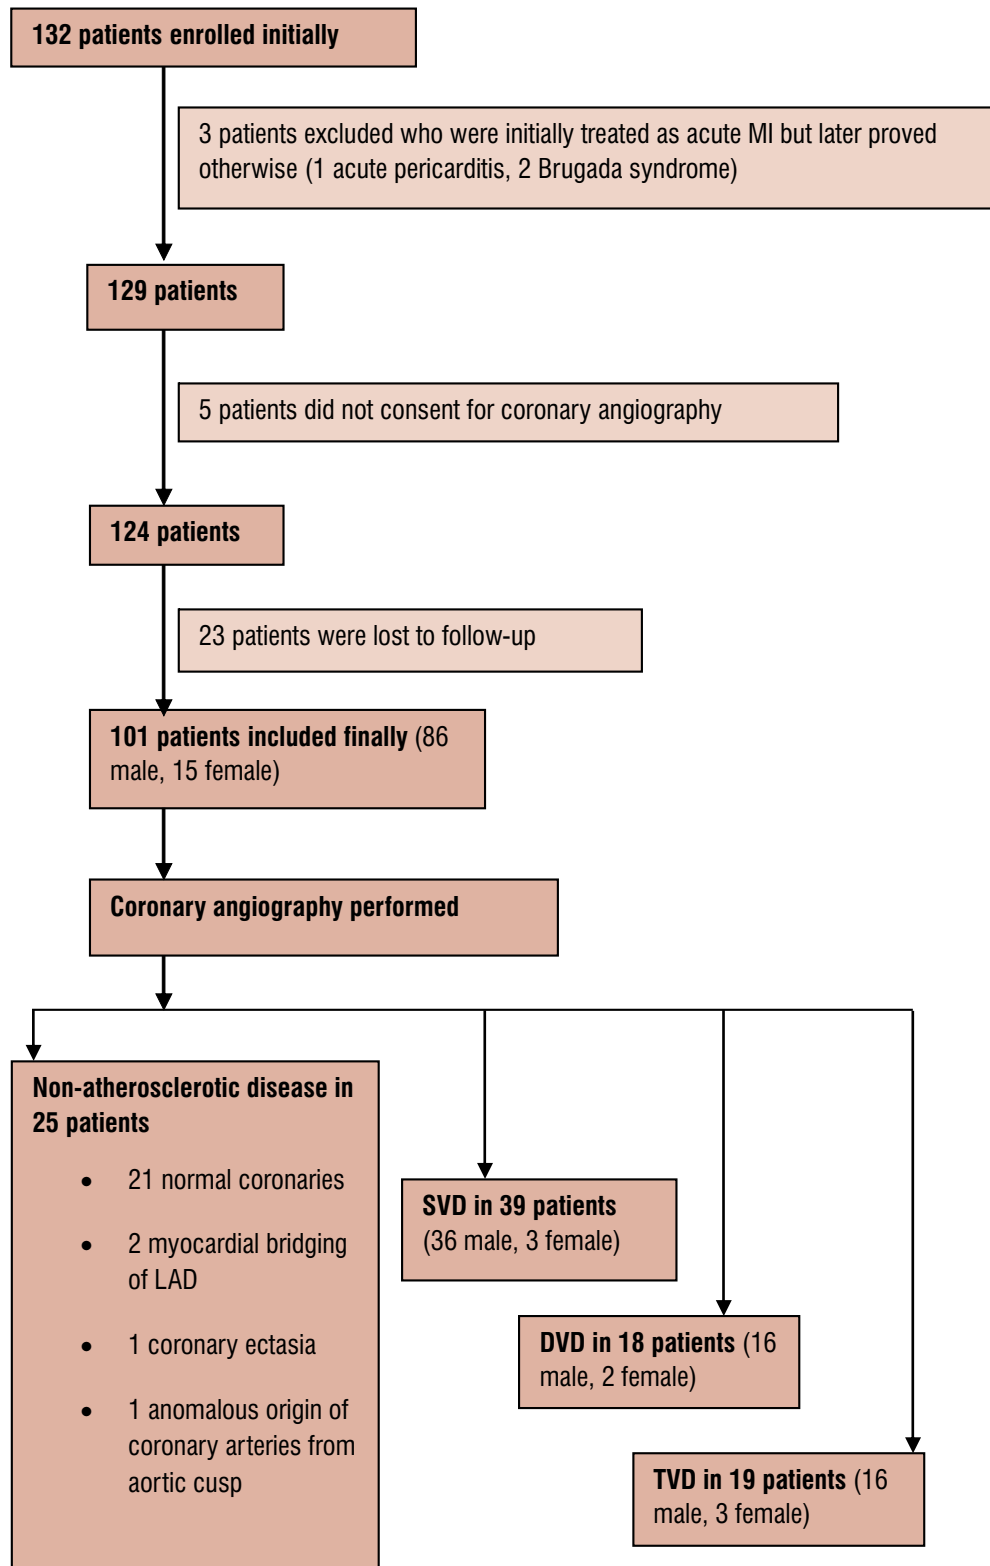 132 patients enrolled initially
3 patients excluded who were initially treated as acute MI but later proved
otherwise (1 acute pericarditis, 2 Brugada syndrome)
129 patients
5 patients did not consent for coronary angiography
124 patients
23 patients were lost to follow-up
101 patients included finally (86
male, 15 female)
Coronary angiography performed
Non-atherosclerotic disease in
25 patients
• 21 normal coronaries
• 2 myocardial bridging
of LAD
• 1 coronary ectasia
• 1 anomalous origin of
coronary arteries from
aortic cusp
SVD in 39 patients
(36 male, 3 female)
DVD in 18 patients (16
male, 2 female)
TVD in 19 patients (16
male, 3 female)